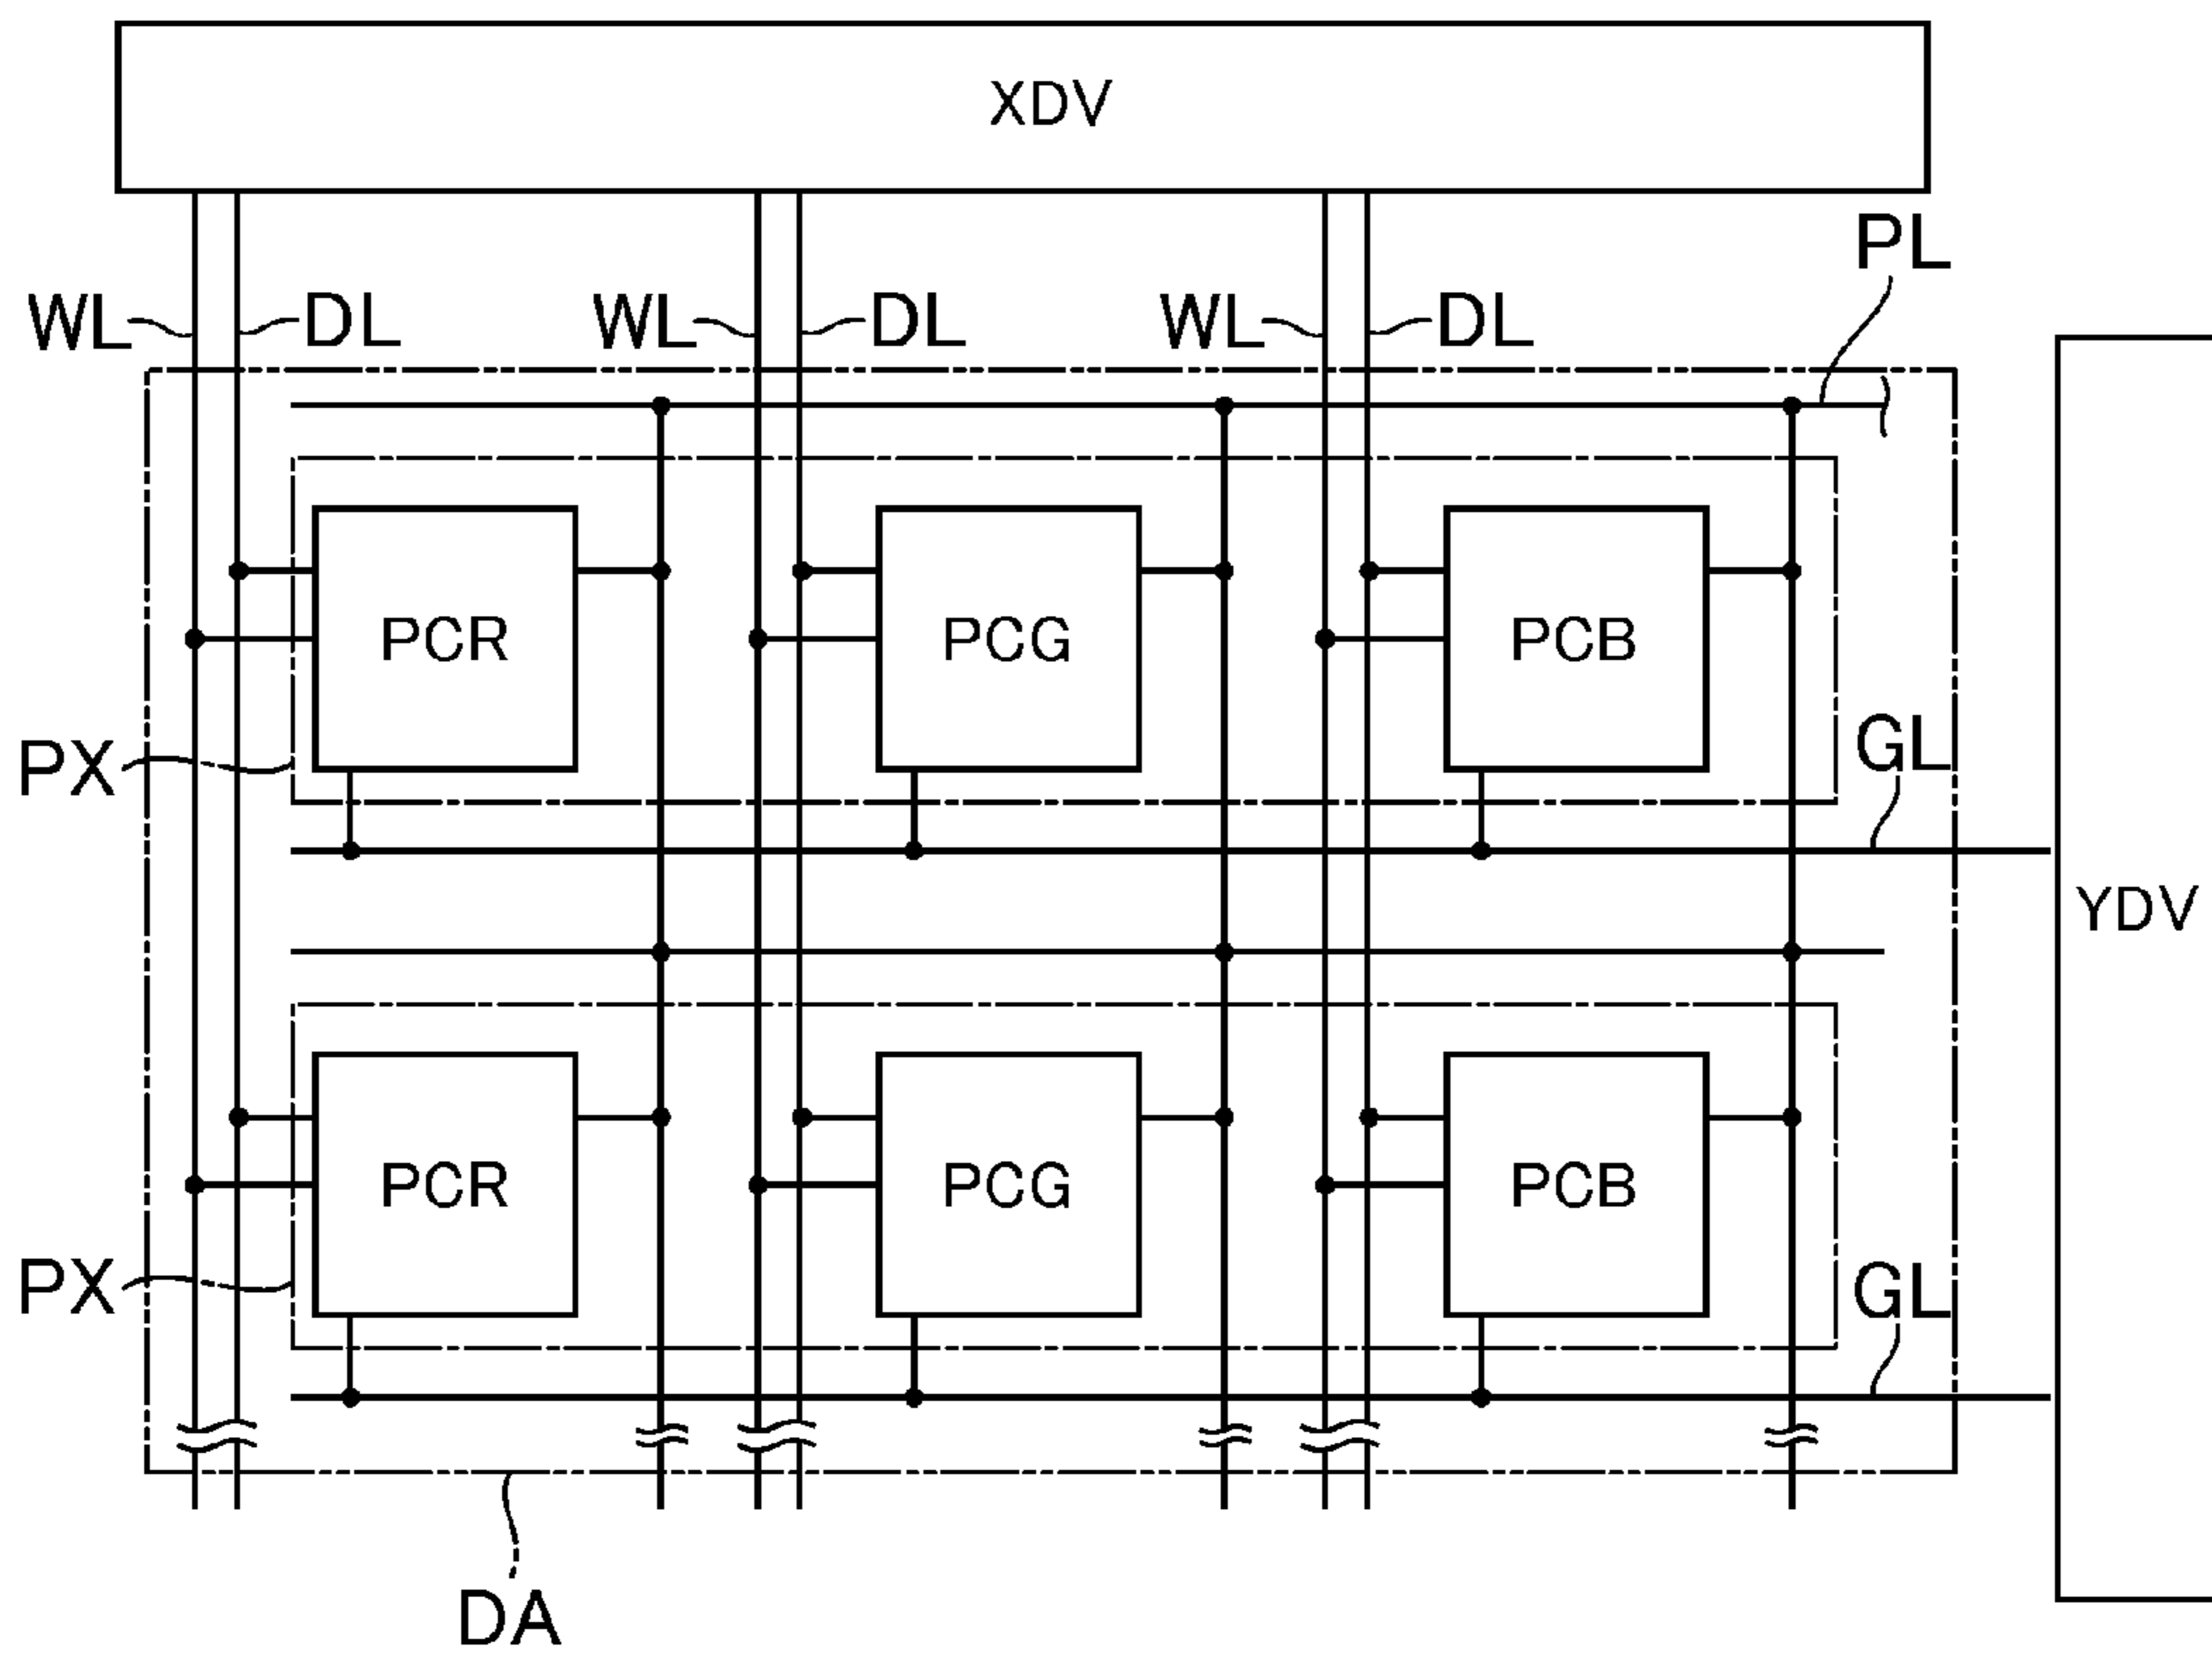 XDV
PL
WL DL WL DL WL DL
PCR PCG PCB
PX
GL
YDV
PCR PCG PCB
PX
GL
DA